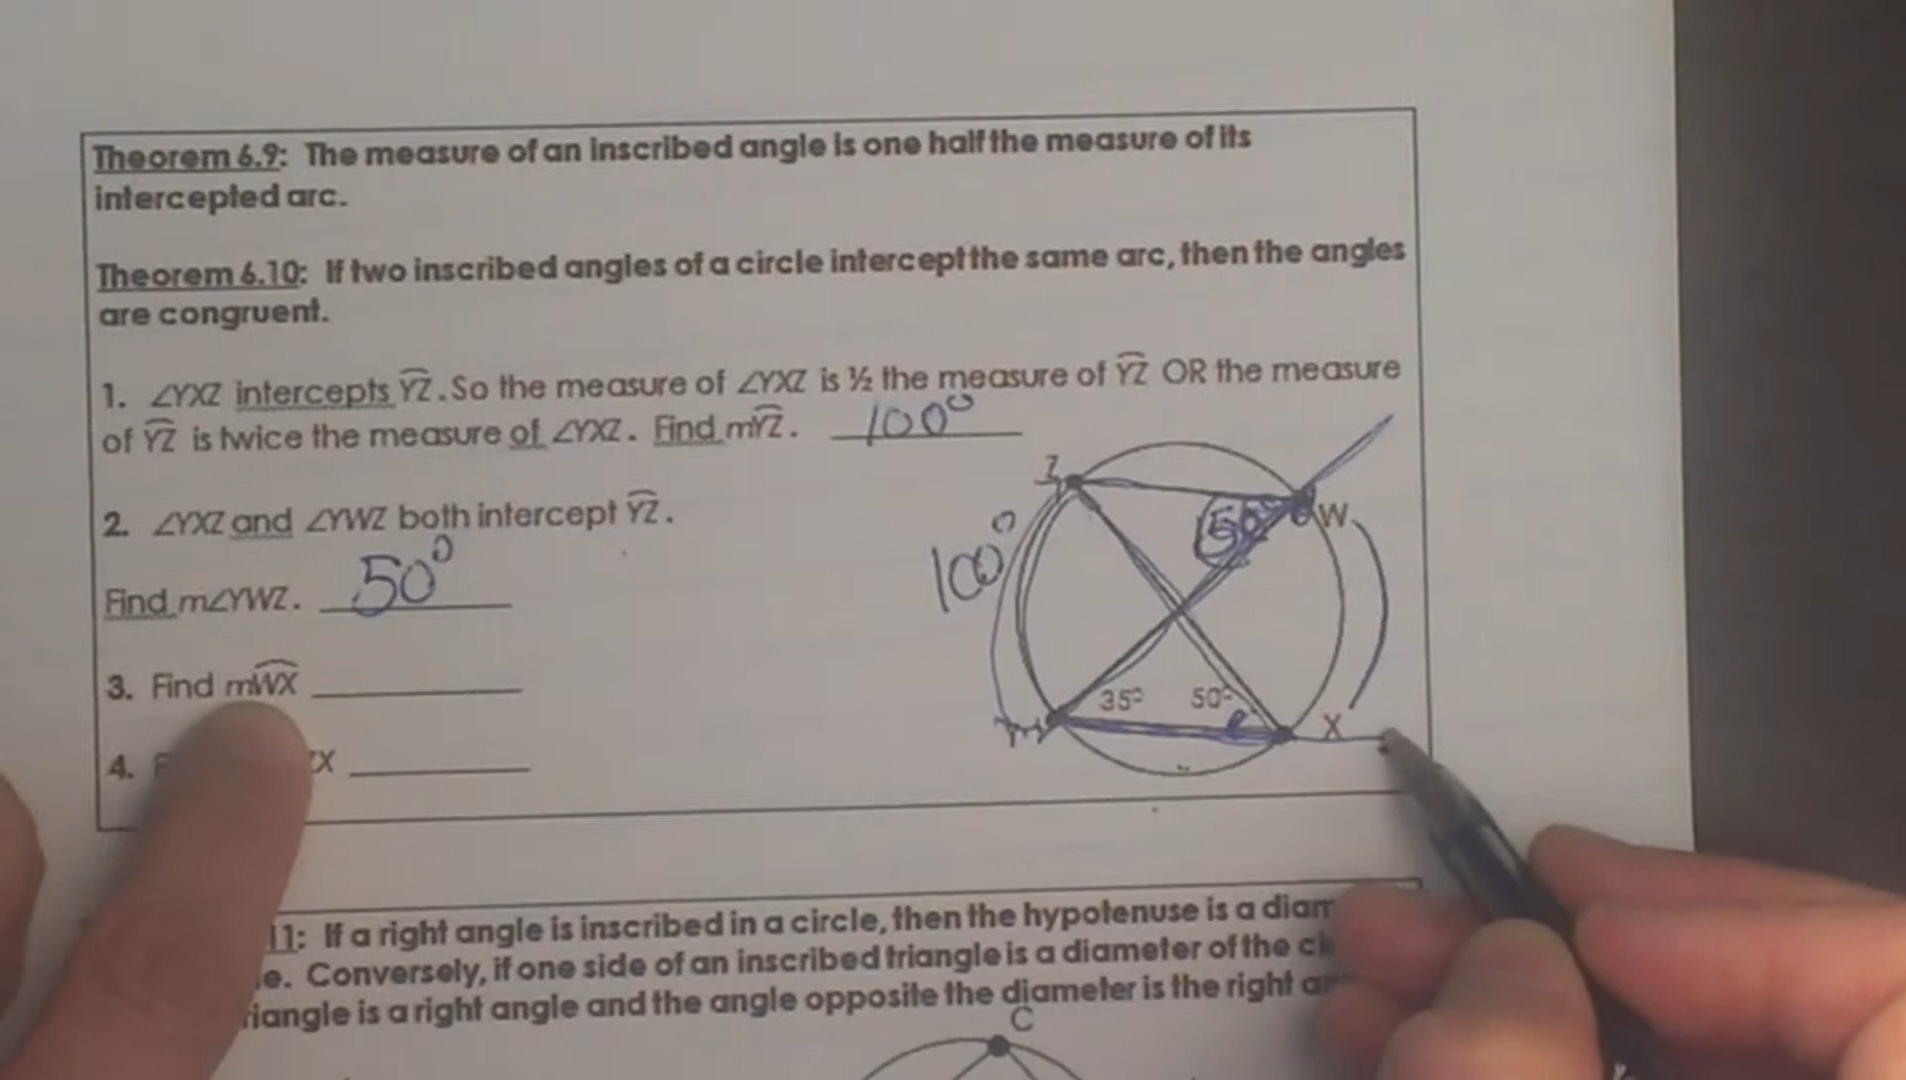 Theorem 6.9: The measure of an inscribed angle is one half the measure of its
intercepted arc.
Theorem 6.10: If two inscribed angles of a circle intercept the same arc, then the angles
are congruent.
1. ∠YXZ intercepts YZ. So the measure of ∠YXZ is ½ the measure of YZ OR the measure
of YZ is twice the measure of ∠YXZ. Find mYZ. 100°
2. ∠YXZ and ∠YWZ both intercept YZ.
Find m∠YWZ. 50°
3. Find mWX
4. X
Z
W
50°
100°
35° 50°
X
11: If a right angle is inscribed in a circle, then the hypotenuse is a
e. Conversely, if one side of an inscribed triangle is a diameter of the
is a right angle and the angle opposite the diameter is the right
C